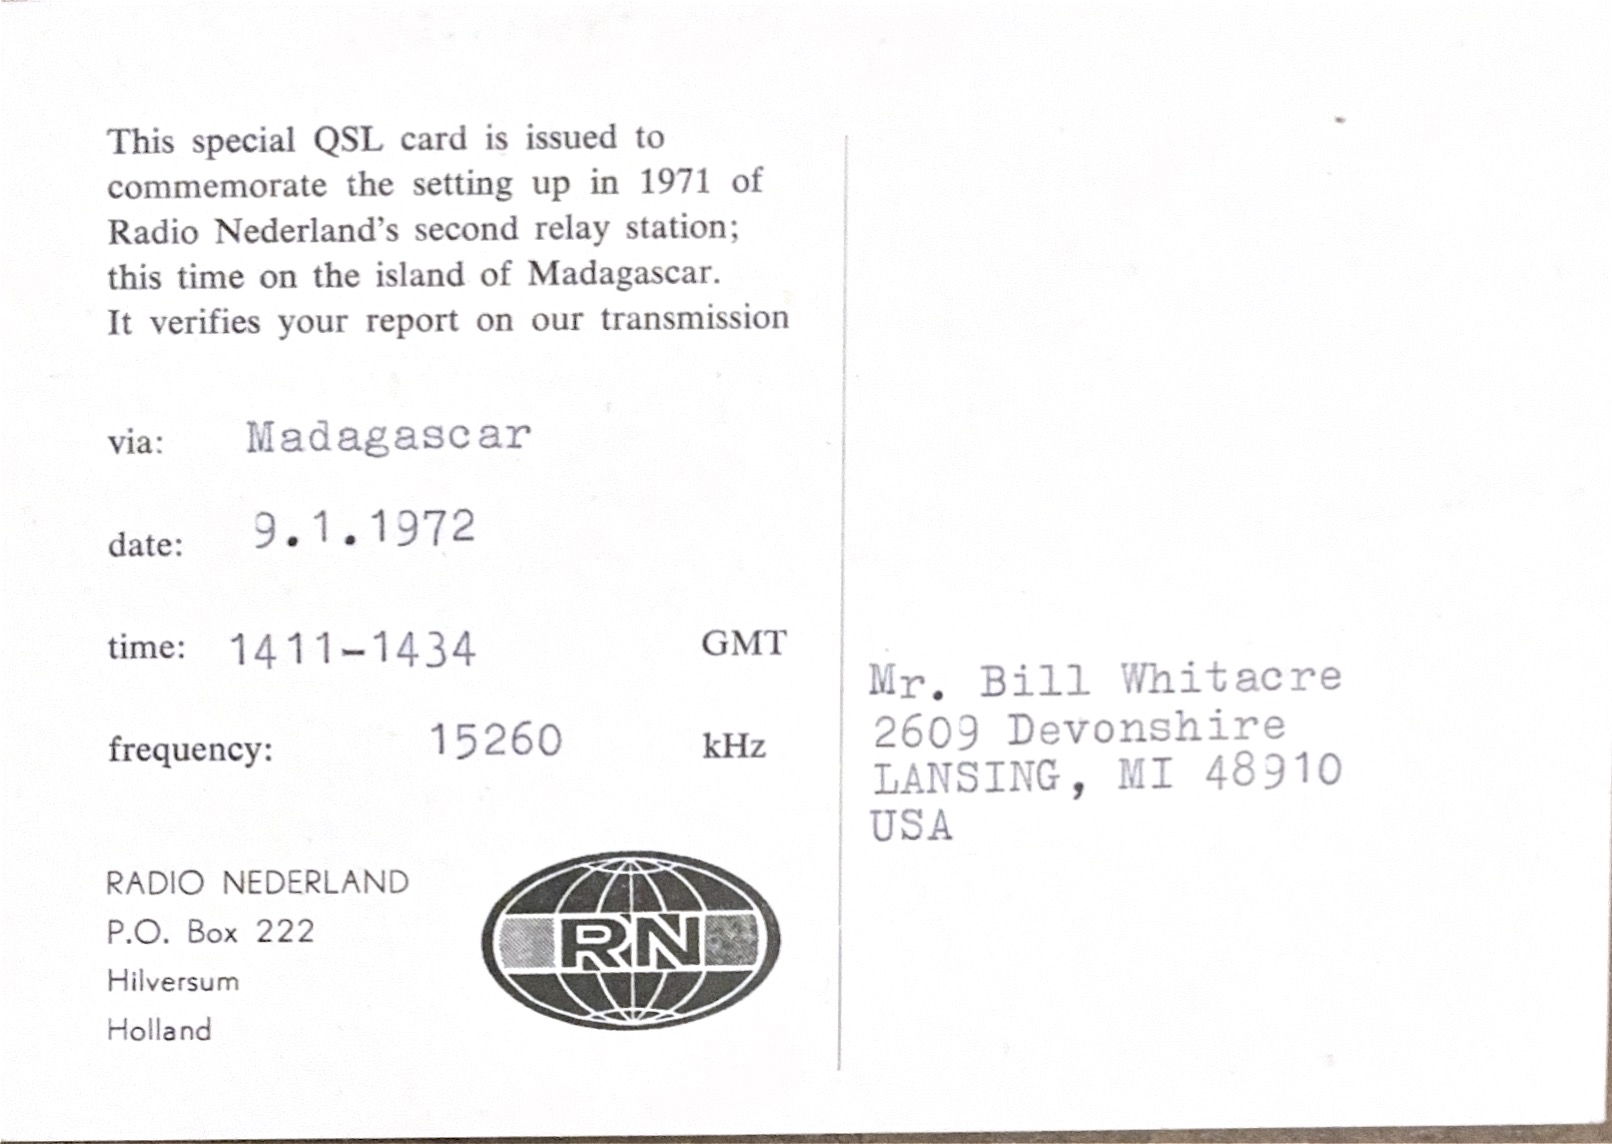 This special QSL card is issued to
commemorate the setting up in 1971 of
Radio Nederland's second relay station;
this time on the island of Madagascar.
It verifies your report on our transmission
via: Madagascar
date: 9.1.1972
time: 1411-1434 GMT
frequency: 15260 kHz
RADIO NEDERLAND
P.O. Box 222
Hilversum
Holland
RN
Mr. Bill Whitacre
2609 Devonshire
LANSING, MI 48910
USA